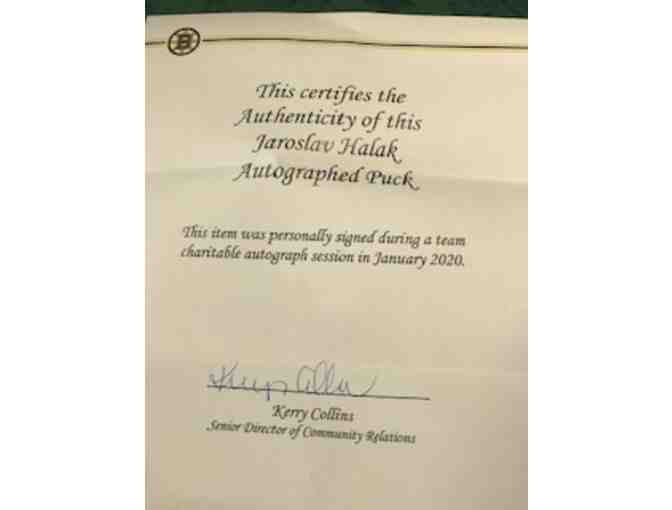 B
This certifies the
Authenticity of this
Jaroslav Halak
Autographed Puck
This item was personally signed during a team
charitable autograph session in January 2020.
Kerry Collins
Senior Director of Community Relations